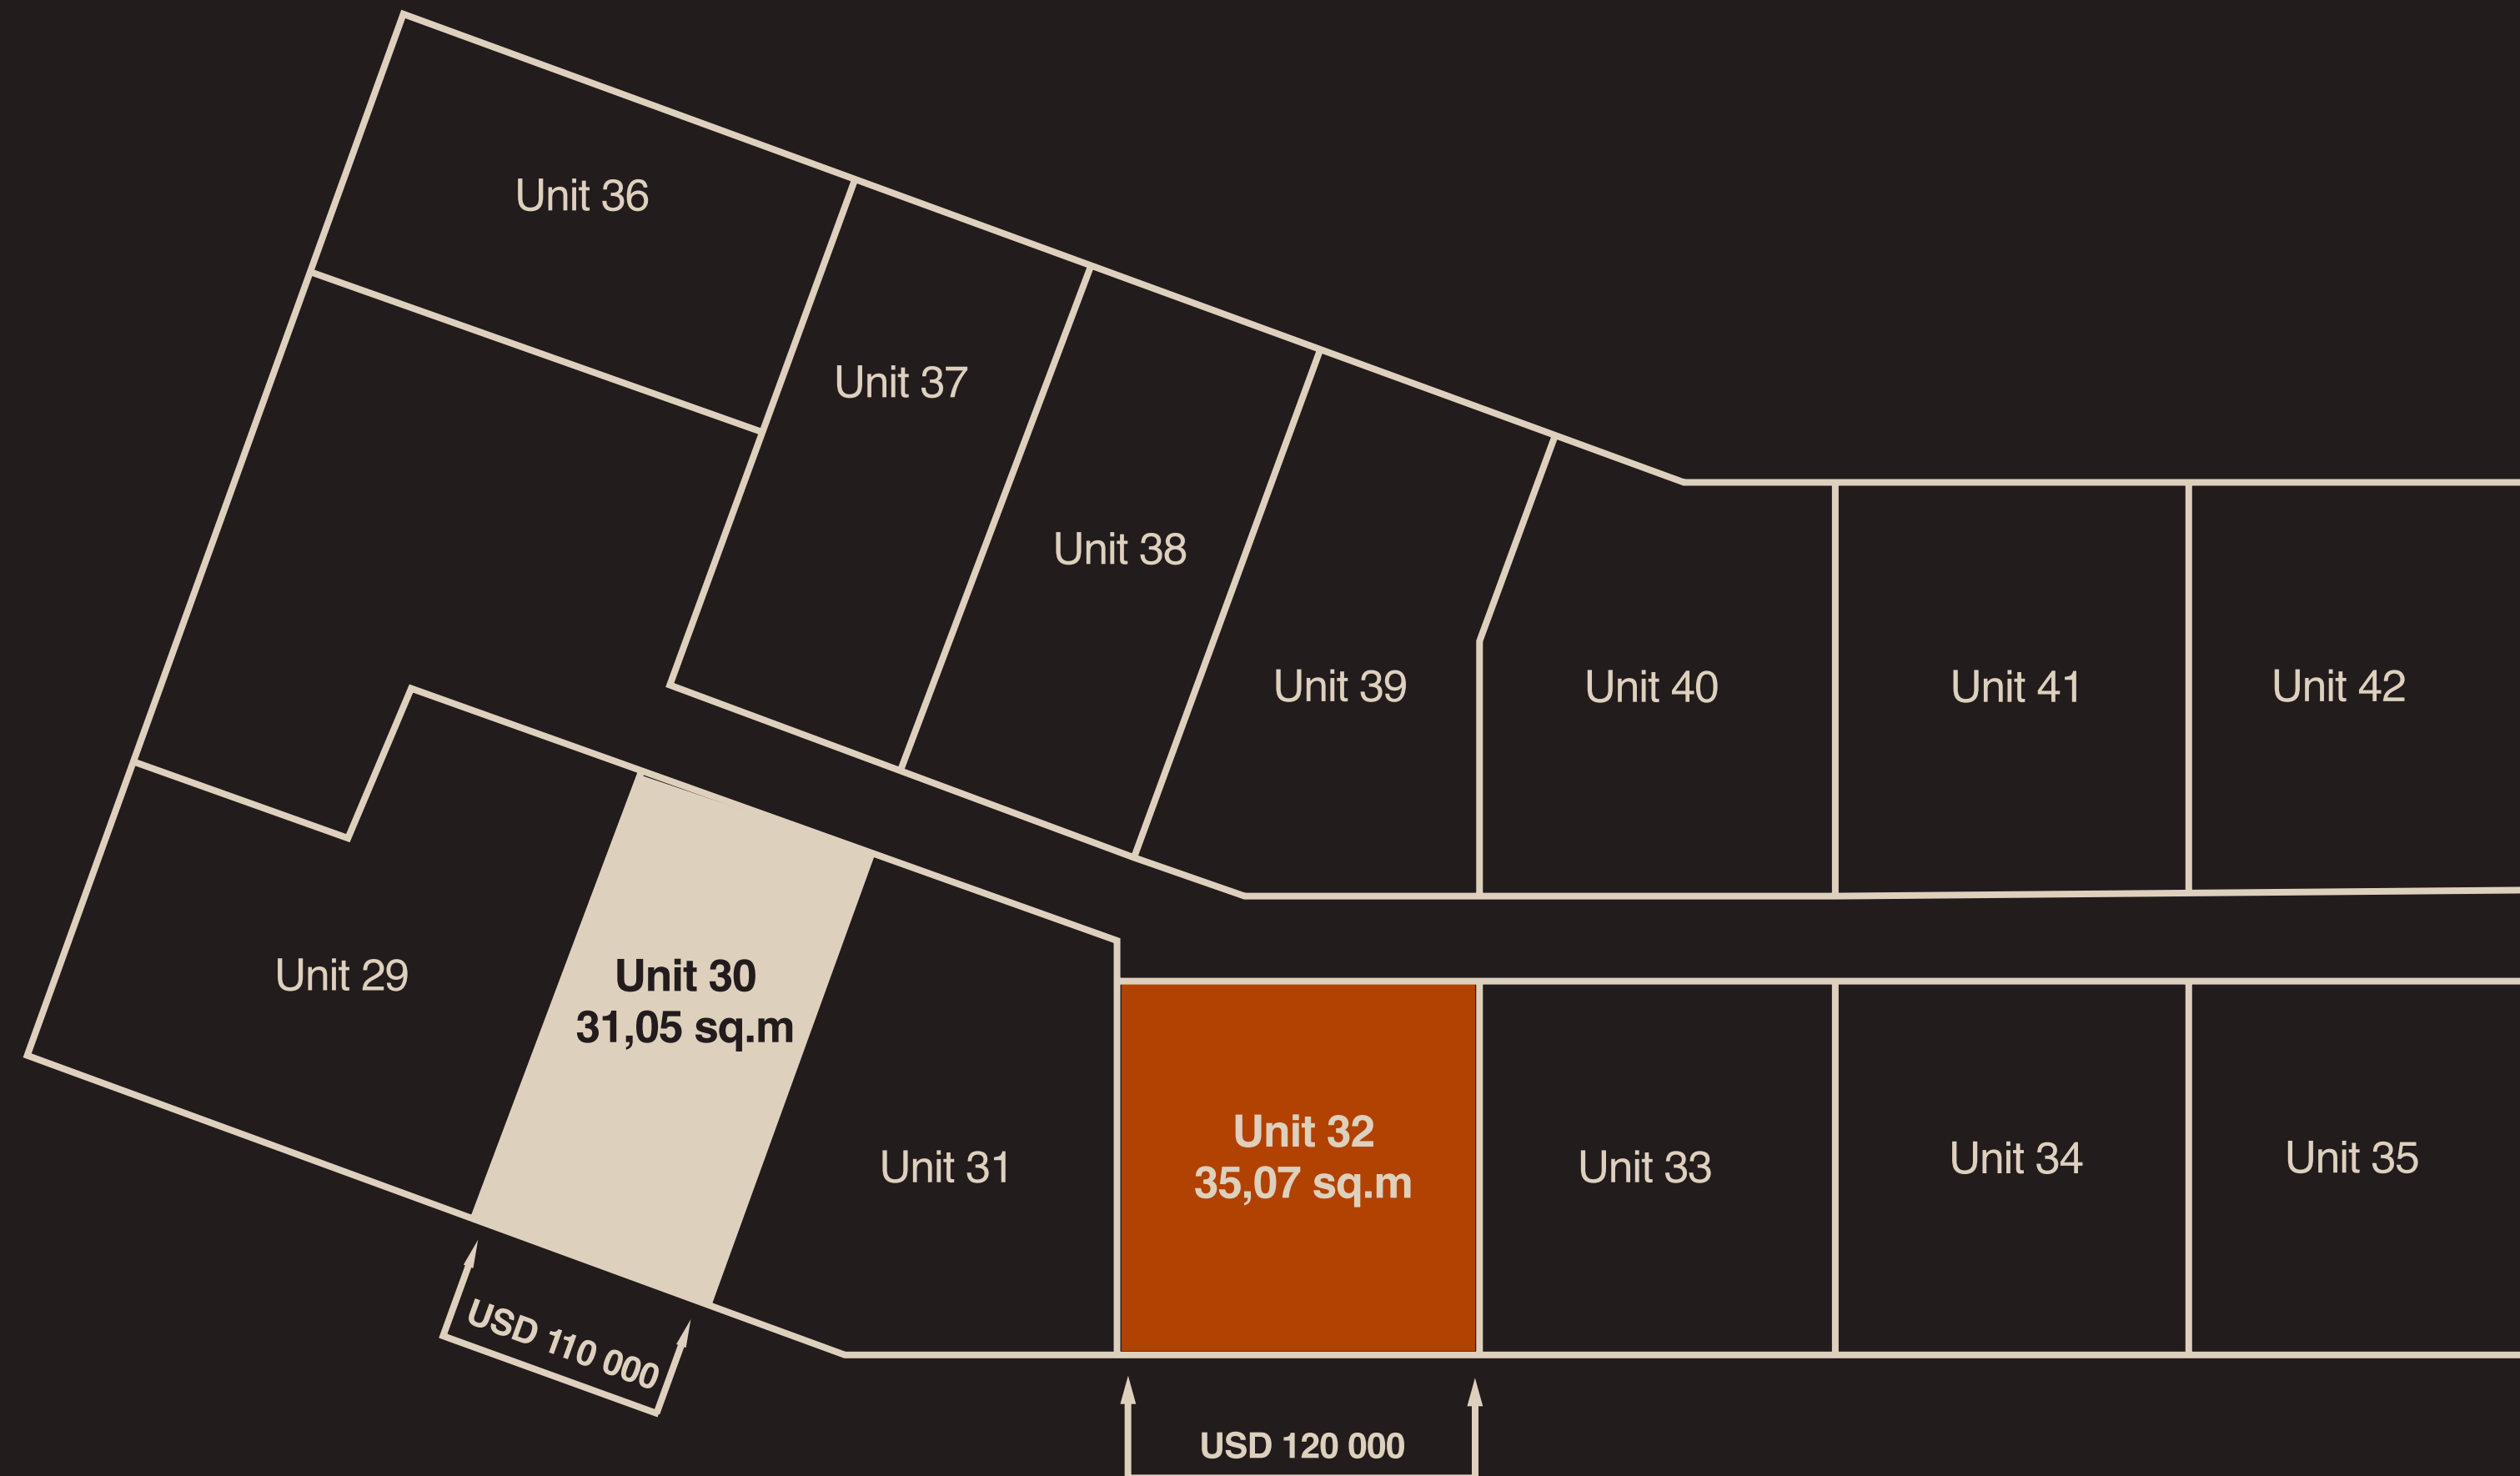 Unit 36
Unit 37
Unit 38
Unit 39
Unit 40
Unit 41
Unit 42
Unit 29
Unit 30
31,05 sq.m
Unit 31
Unit 32
35,07 sq.m
Unit 33
Unit 34
Unit 35
USD 110 000
USD 120 000